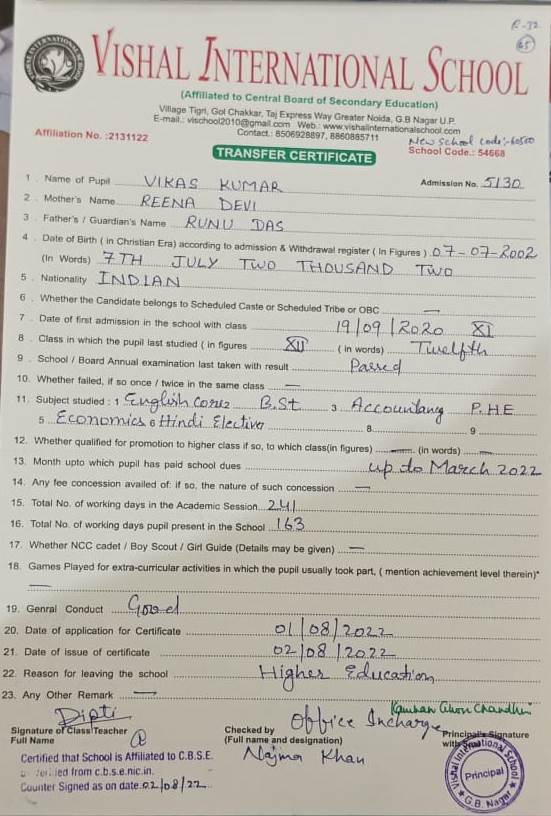 R-32
65
VISHAL INTERNATIONAL SCHOOL
(Affiliated to Central Board of Secondary Education)
Village Tigri, Gol Chakkar, Taj Express Way Greater Noida, G.B Nagar U.P.
E-mail.: vischool2010@gmail.com Web.: www.vishalinternationalschool.com
Contact.: 8506928897, 8860885711
Affiliation No. :2131122
New School Code:-60500
School Code.: 54668
TRANSFER CERTIFICATE
1 . Name of Pupil VIKAS KUMAR Admission No. 5130
2 . Mother's Name REENA DEVI
3 . Father's / Guardian's Name RUNU DAS
4 . Date of Birth ( in Christian Era) according to admission & Withdrawal register ( In Figures ) 07-07-2002
(In Words) 7TH JULY TWO THOUSAND TWO
5 . Nationality INDIAN
6 . Whether the Candidate belongs to Scheduled Caste or Scheduled Tribe or OBC —
7 . Date of first admission in the school with class 19/09/2020 XI
8 . Class in which the pupil last studied ( in figures XII ( in words) Twelfth
9 . School / Board Annual examination last taken with result Passed
10. Whether failed, if so once / twice in the same class —
11. Subject studied : 1 English Core 2 B.St 3 Accountancy P.HE
5 Economics 6 Hindi Elective 8 9
12. Whether qualified for promotion to higher class if so, to which class(in figures) — (in words) —
13. Month upto which pupil has paid school dues up to March 2022
14. Any fee concession availed of: if so, the nature of such concession —
15. Total No. of working days in the Academic Session 241
16. Total No. of working days pupil present in the School 163
17. Whether NCC cadet / Boy Scout / Girl Guide (Details may be given) —
18. Games Played for extra-curricular activities in which the pupil usually took part, ( mention achievement level therein)*
—
19. Genral Conduct Good
20. Date of application for Certificate 01/08/2022
21. Date of issue of certificate 02/08/2022
22. Reason for leaving the school Higher Education
23. Any Other Remark —
Dipti
Office Incharge
Signature of Class Teacher
Full Name
Checked by
(Full name and designation)
Najma Khan
Principal's Signature
Certified that School is Affiliated to C.B.S.E.
from c.b.s.e.nic.in.
Counter Signed as on date 02/08/22
Vishal International School
Principal
G.B. Nagar